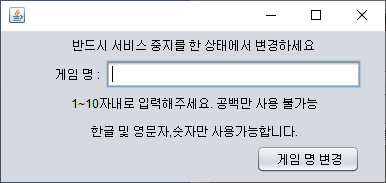 반드시 서비스 중지를 한 상태에서 변경하세요
게임 명 :
1~10자내로 입력해주세요. 공백만 사용 불가능
한글 및 영문자,숫자만 사용가능합니다.
게임 명 변경